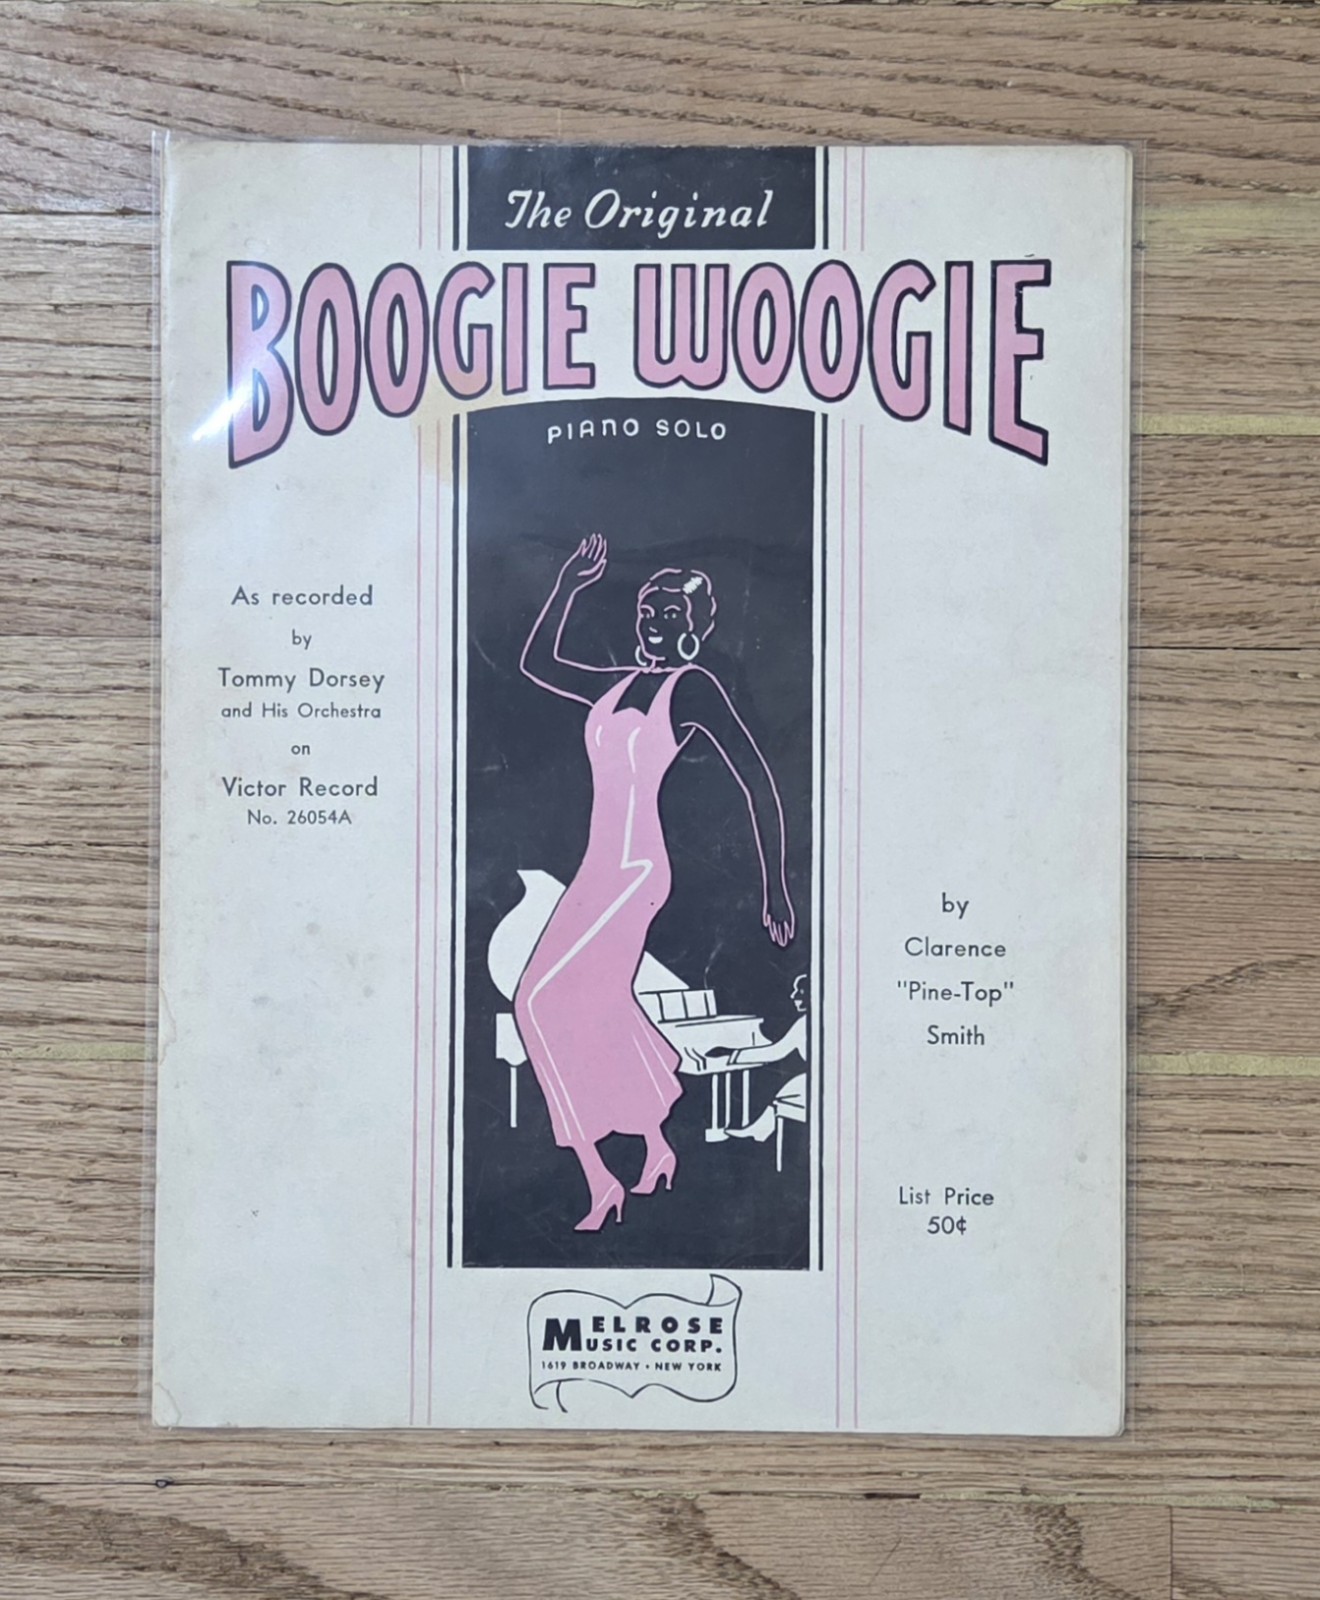 The Original
BOOGIE WOOGIE
PIANO SOLO
As recorded
by
Tommy Dorsey
and His Orchestra
on
Victor Record
No. 26054A
by
Clarence
"Pine-Top"
Smith
List Price
50¢
MELROSE
MUSIC CORP.
1619 BROADWAY • NEW YORK